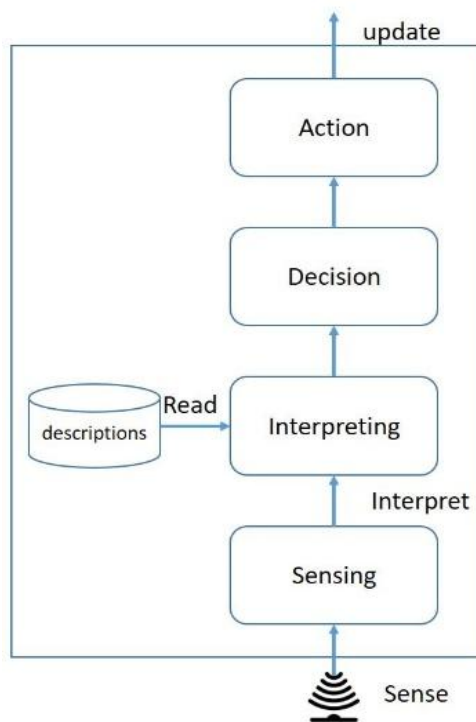 update
Action
Decision
Read
descriptions
Interpreting
Interpret
Sensing
Sense